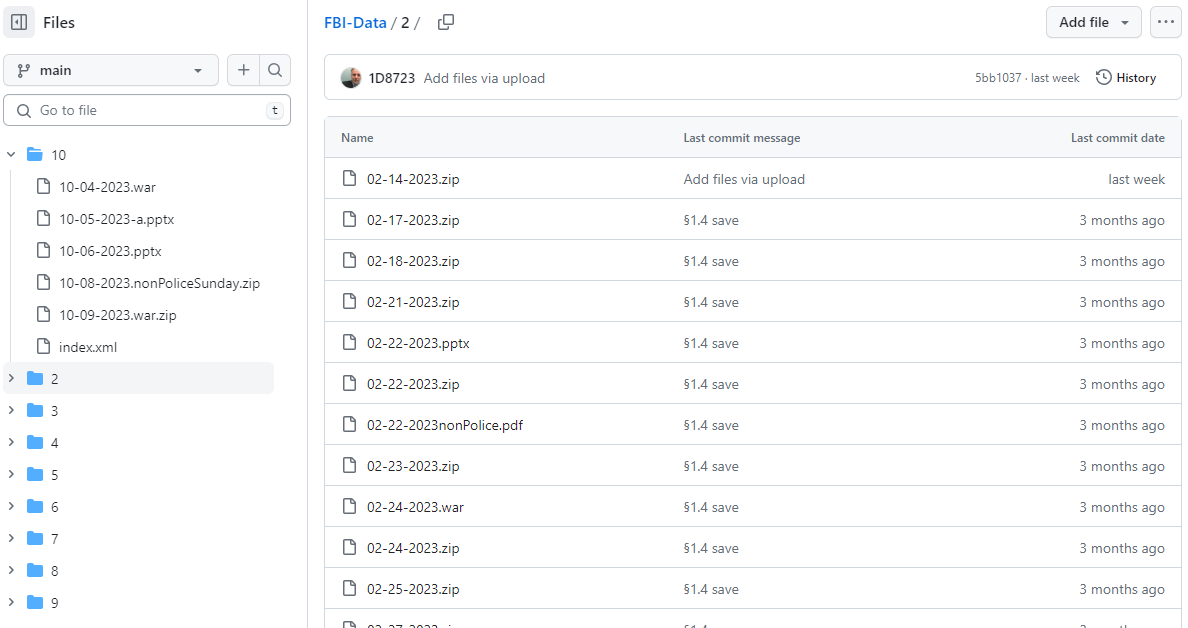 Files
main
Go to file
t
10
10-04-2023.war
10-05-2023-a.pptx
10-06-2023.pptx
10-08-2023.nonPoliceSunday.zip
10-09-2023.war.zip
index.xml
2
3
4
5
6
7
8
9
FBI-Data / 2 /
Add file
1D8723 Add files via upload 5bb1037 · last week History
Name Last commit message Last commit date
02-14-2023.zip Add files via upload last week
02-17-2023.zip §1.4 save 3 months ago
02-18-2023.zip §1.4 save 3 months ago
02-21-2023.zip §1.4 save 3 months ago
02-22-2023.pptx §1.4 save 3 months ago
02-22-2023.zip §1.4 save 3 months ago
02-22-2023nonPolice.pdf §1.4 save 3 months ago
02-23-2023.zip §1.4 save 3 months ago
02-24-2023.war §1.4 save 3 months ago
02-24-2023.zip §1.4 save 3 months ago
02-25-2023.zip §1.4 save 3 months ago